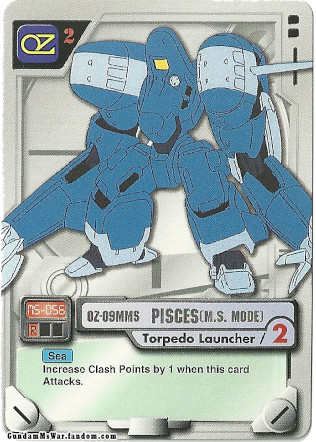 OZ 2
MS-056
R
OZ-09MMS PISCES(M.S. MODE)
Torpedo Launcher / 2
Sea
Increase Clash Points by 1 when this card
Attacks.
GundamMsWar.fandom.com